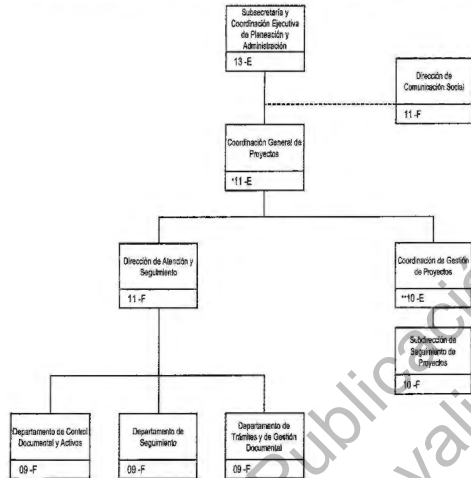 Subsecretaría y
Coordinación Ejecutiva
de Planeación y
Administración
13 -E
Dirección de
Comunicación Social
11 -F
Coordinación General de
Proyectos
*11 -E
Dirección de Atención y
Seguimiento
11 -F
Coordinación de Gestión
de Proyectos
**10 -E
Subdirección de
Seguimiento de
Proyectos
10 -F
Departamento de Control
Documental y Activos
09 -F
Departamento de
Seguimiento
09 -F
Departamento de
Trámites y de Gestión
Documental
09 -F
Publicació
vali